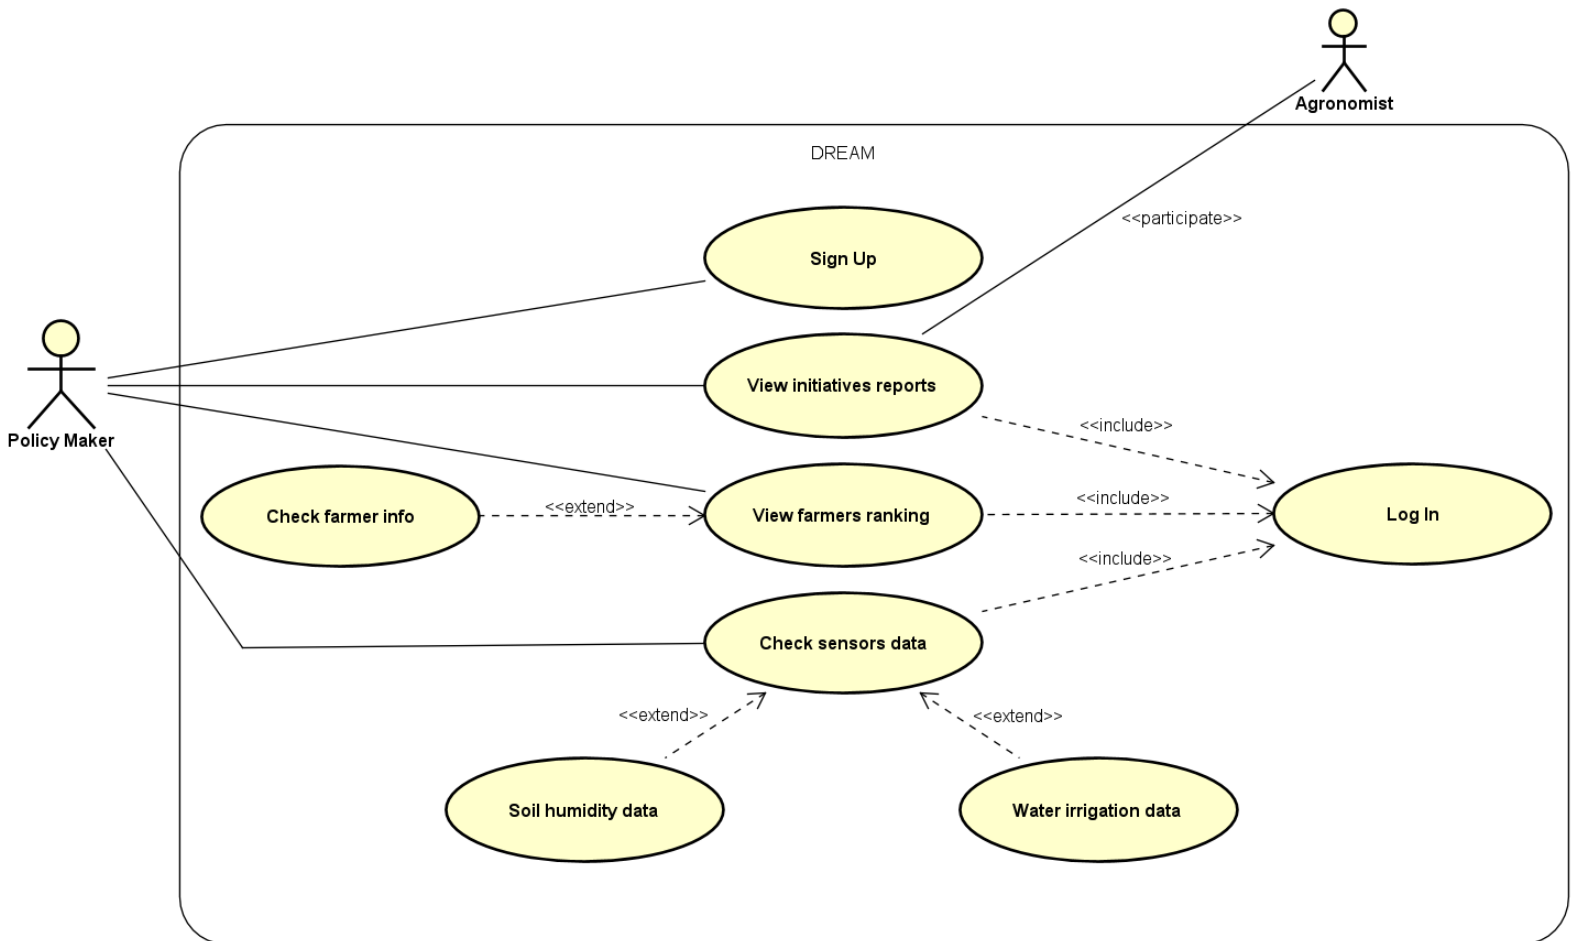 Agronomist
DREAM
<<participate>>
Sign Up
View initiatives reports
Policy Maker
<<include>>
Check farmer info
<<extend>>
View farmers ranking
<<include>>
Log In
<<include>>
Check sensors data
<<extend>>
<<extend>>
Soil humidity data
Water irrigation data